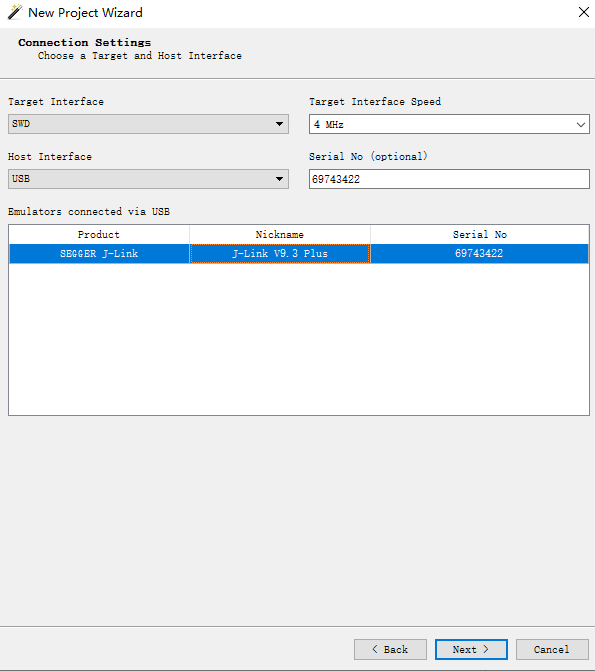 New Project Wizard
Connection Settings
Choose a Target and Host Interface
Target Interface
Target Interface Speed
SWD
4 MHz
Host Interface
Serial No (optional)
USB
69743422
Emulators connected via USB
Product Nickname Serial No
SEGGER J-Link J-Link V9.3 Plus 69743422
< Back Next > Cancel